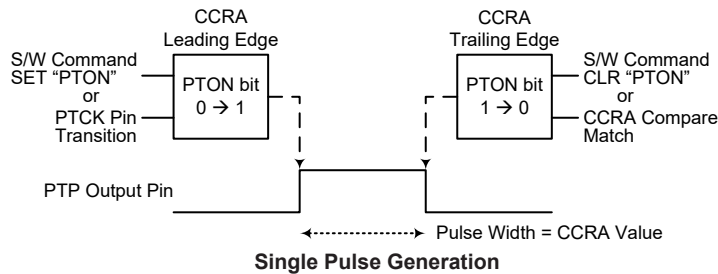 CCRA
Leading Edge
S/W Command
SET “PTON”
or
PTCK Pin
Transition
PTON bit
0 → 1
CCRA
Trailing Edge
PTON bit
1 → 0
S/W Command
CLR “PTON”
or
CCRA Compare
Match
PTP Output Pin
Pulse Width = CCRA Value
Single Pulse Generation